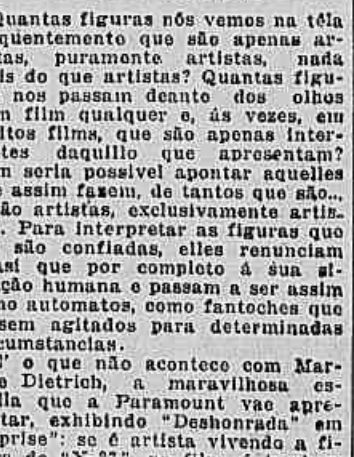 Quantas figuras nós vemos na téla
quentemente que são apenas ar-
tas, puramente artistas, nada
is do que artistas? Quantas figu-
nos passam deante dos olhos
n film qualquer e, ás vezes, em
itos films, que são apenas inter-
tes daquillo que apresentam?
m seria possivel apontar aquelles
assim fazem, de tantos que são...
ão artistas, exclusivamente artis-
. Para interpretar as figuras que
são confiadas, elles renunciam
asi que por completo á sua si-
ção humana e passam a ser assim
no automatos, como fantoches que
sem agitados para determinadas
cumstancias.
E' o que não acontece com Mar-
e Dietrich, a maravilhosa es-
lla que a Paramount vae apre-
tar, exhibindo "Deshonrada" em
prise": se é artista vivendo a fi-